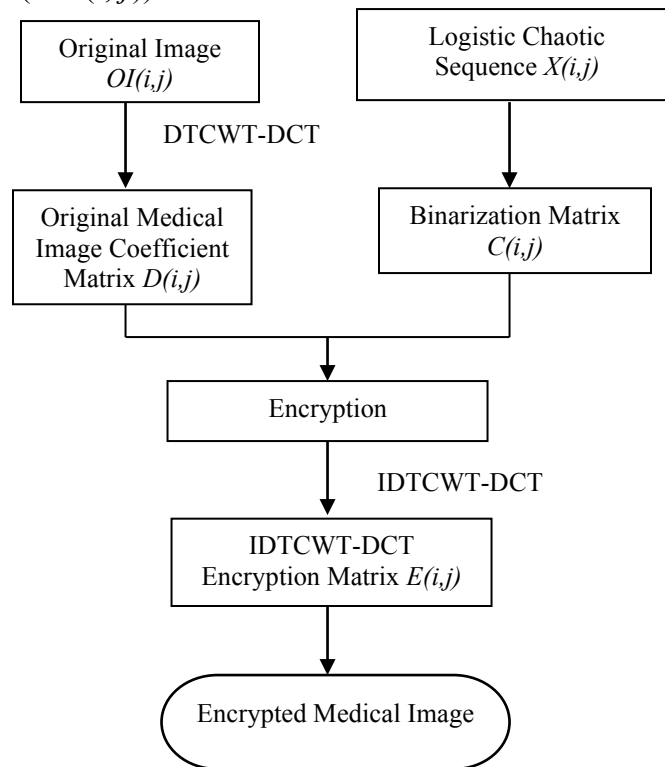 Original Image
OI(i,j)
Logistic Chaotic
Sequence X(i,j)
DTCWT-DCT
Original Medical
Image Coefficient
Matrix D(i,j)
Binarization Matrix
C(i,j)
Encryption
IDTCWT-DCT
IDTCWT-DCT
Encryption Matrix E(i,j)
Encrypted Medical Image